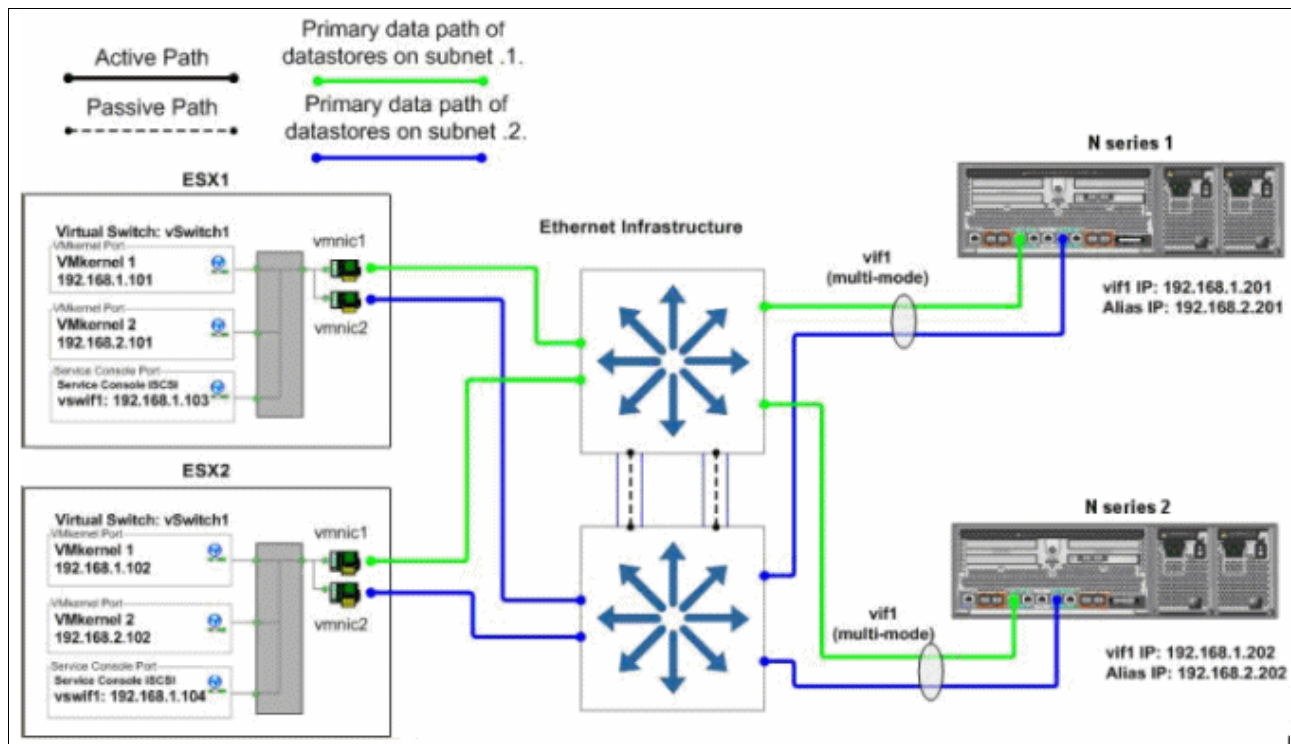 Active Path
Passive Path
Primary data path of
datastores on subnet .1.
Primary data path of
datastores on subnet .2.
ESX1
Virtual Switch: vSwitch1
VMkernel Port
VMkernel 1
192.168.1.101
VMkernel Port
VMkernel 2
192.168.2.101
Service Console Port
Service Console iSCSI
vswif1: 192.168.1.103
vmnic1
vmnic2
ESX2
Virtual Switch: vSwitch1
VMkernel Port
VMkernel 1
192.168.1.102
VMkernel Port
VMkernel 2
192.168.2.102
Service Console Port
Service Console iSCSI
vswif1: 192.168.1.104
vmnic1
vmnic2
Ethernet Infrastructure
vif1
(multi-mode)
vif1
(multi-mode)
N series 1
vif1 IP: 192.168.1.201
Alias IP: 192.168.2.201
N series 2
vif1 IP: 192.168.1.202
Alias IP: 192.168.2.202